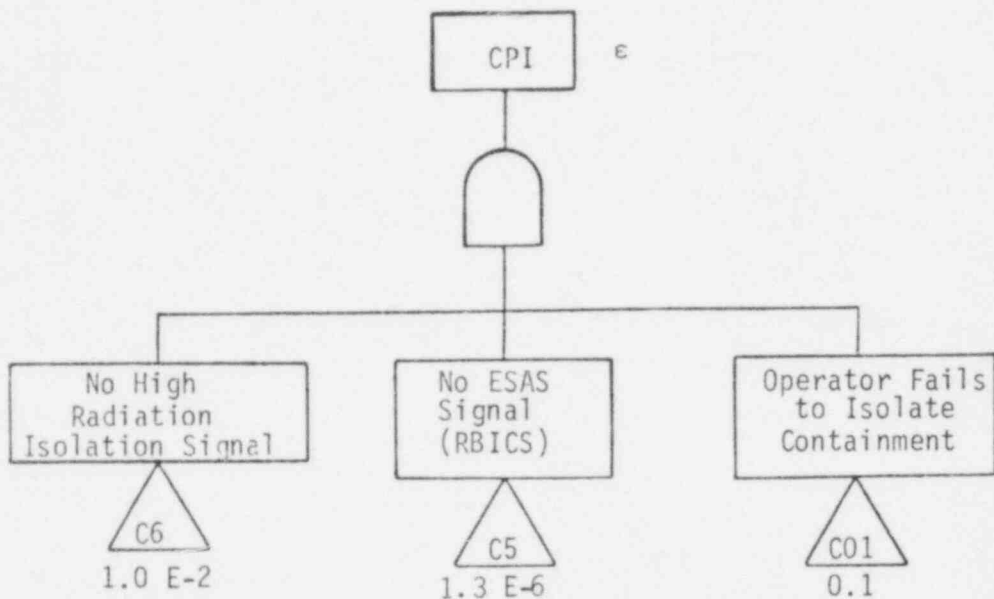 CPI
ε
No High
Radiation
Isolation Signal
C6
1.0 E-2
No ESAS
Signal
(RBICS)
C5
1.3 E-6
Operator Fails
to Isolate
Containment
C01
0.1